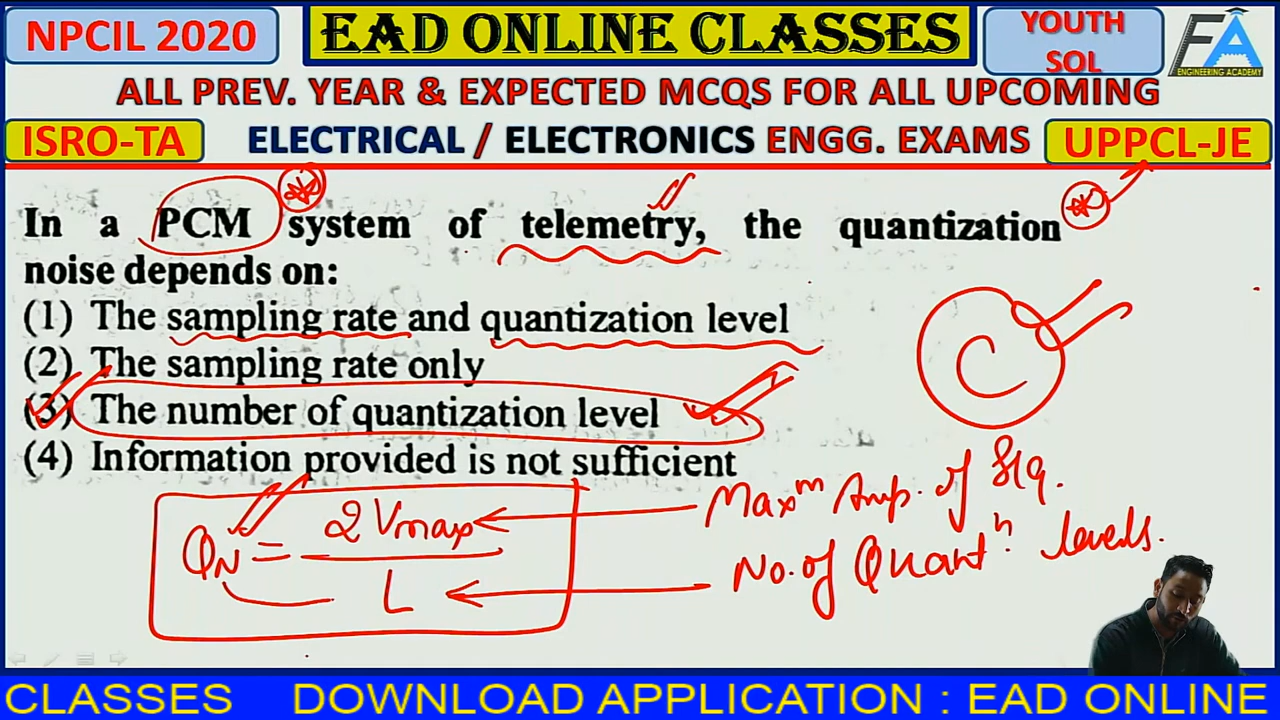 NPCIL 2020
EAD ONLINE CLASSES
YOUTH
SOL
EA
ENGINEERING ACADEMY
ALL PREV. YEAR & EXPECTED MCQS FOR ALL UPCOMING
ISRO-TA
ELECTRICAL / ELECTRONICS ENGG. EXAMS
UPPCL-JE
In a PCM system of telemetry, the quantization
noise depends on:
(1) The sampling rate and quantization level
(2) The sampling rate only
(3) The number of quantization level
(4) Information provided is not sufficient
C
QN = 2Vmax
L
Maxm Amp. of Sig.
No. of Quantn levels.
CLASSES DOWNLOAD APPLICATION : EAD ONLINE